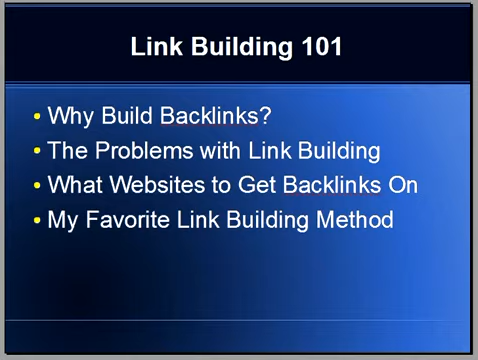 Link Building 101
• Why Build Backlinks?
• The Problems with Link Building
• What Websites to Get Backlinks On
• My Favorite Link Building Method